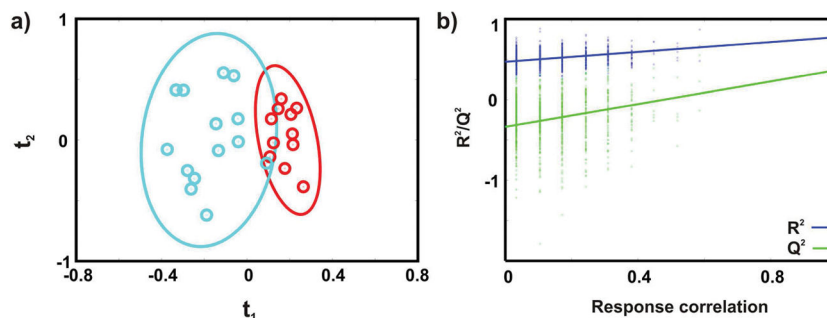 a)
1
t₂
0
-1
-0.8
-0.4
0
0.4
0.8
t₁
b)
1
R²/Q²
0
-1
R²
Q²
0
0.4
0.8
Response correlation